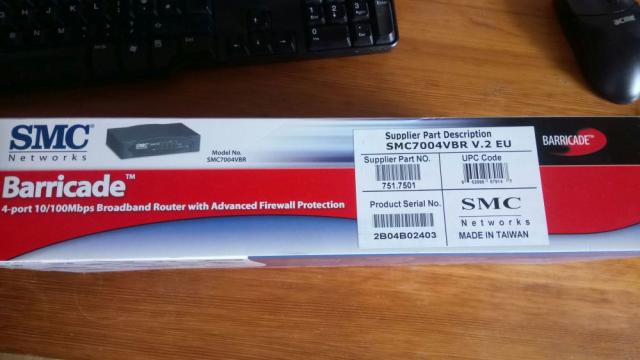 SMC®
Networks
Model No.
SMC7004VBR
Barricade™
4-port 10/100Mbps Broadband Router with Advanced Firewall Protection
Supplier Part Description
SMC7004VBR V.2 EU
Supplier Part NO.
751.7501
UPC Code
Product Serial No.
2B04B02403
SMC
Networks
MADE IN TAIWAN
BARRICADE™